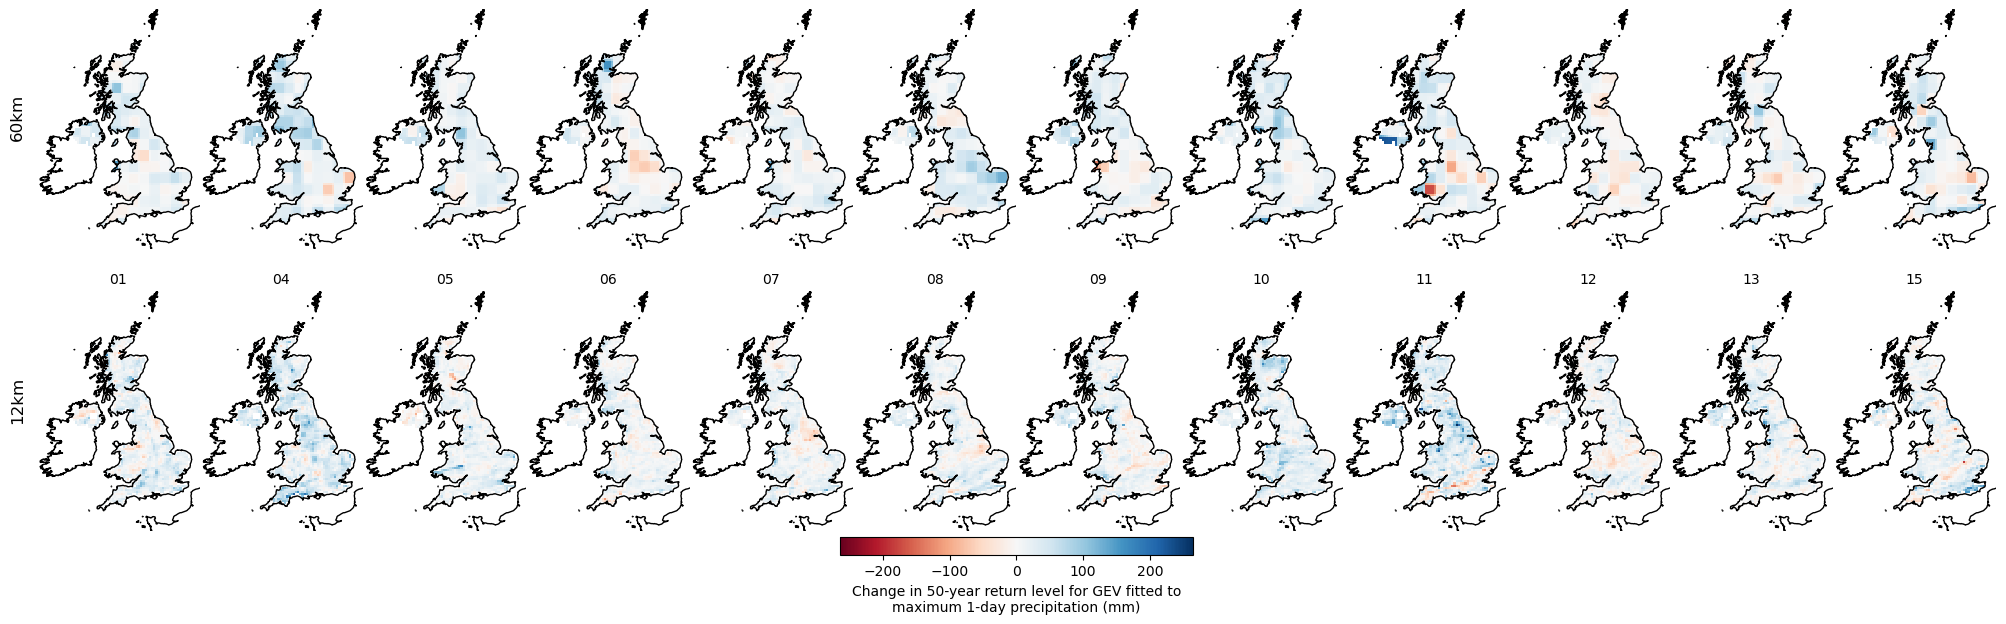 60km
01 04 05 06 07 08 09 10 11 12 13 15
12km
−200 −100 0 100 200
Change in 50-year return level for GEV fitted to
maximum 1-day precipitation (mm)